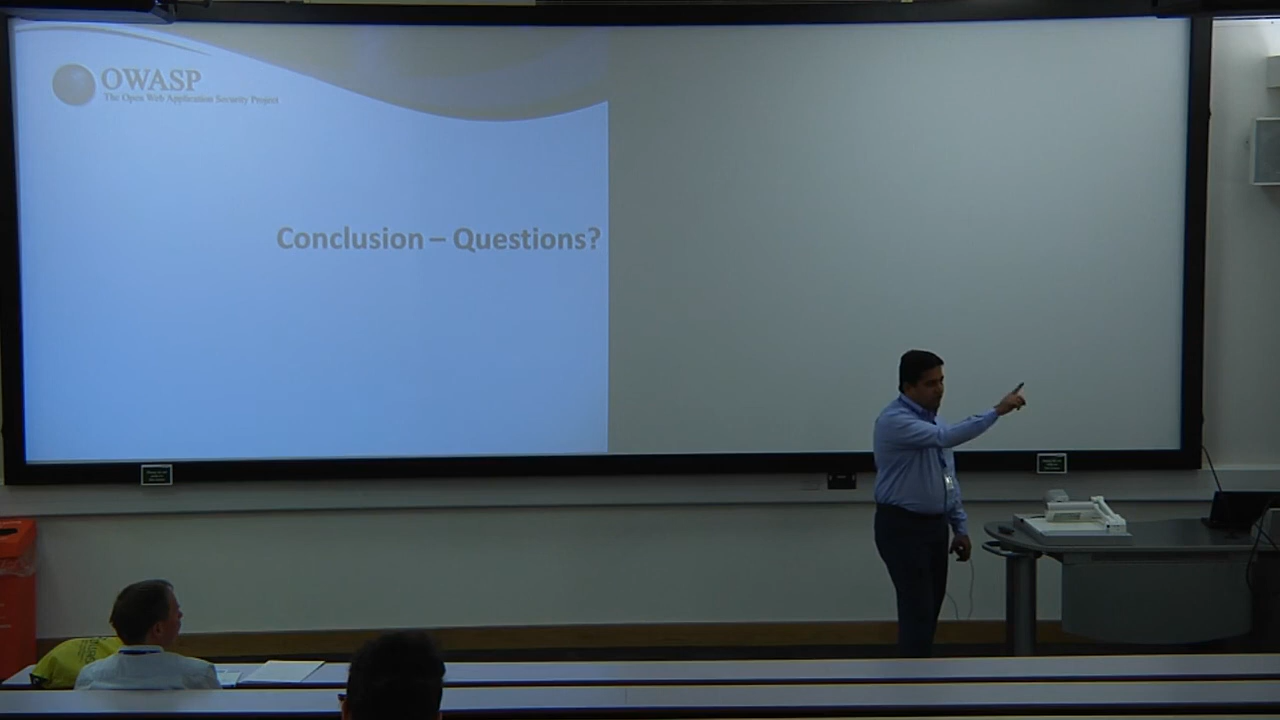 OWASP
The Open Web Application Security Project
Conclusion – Questions?